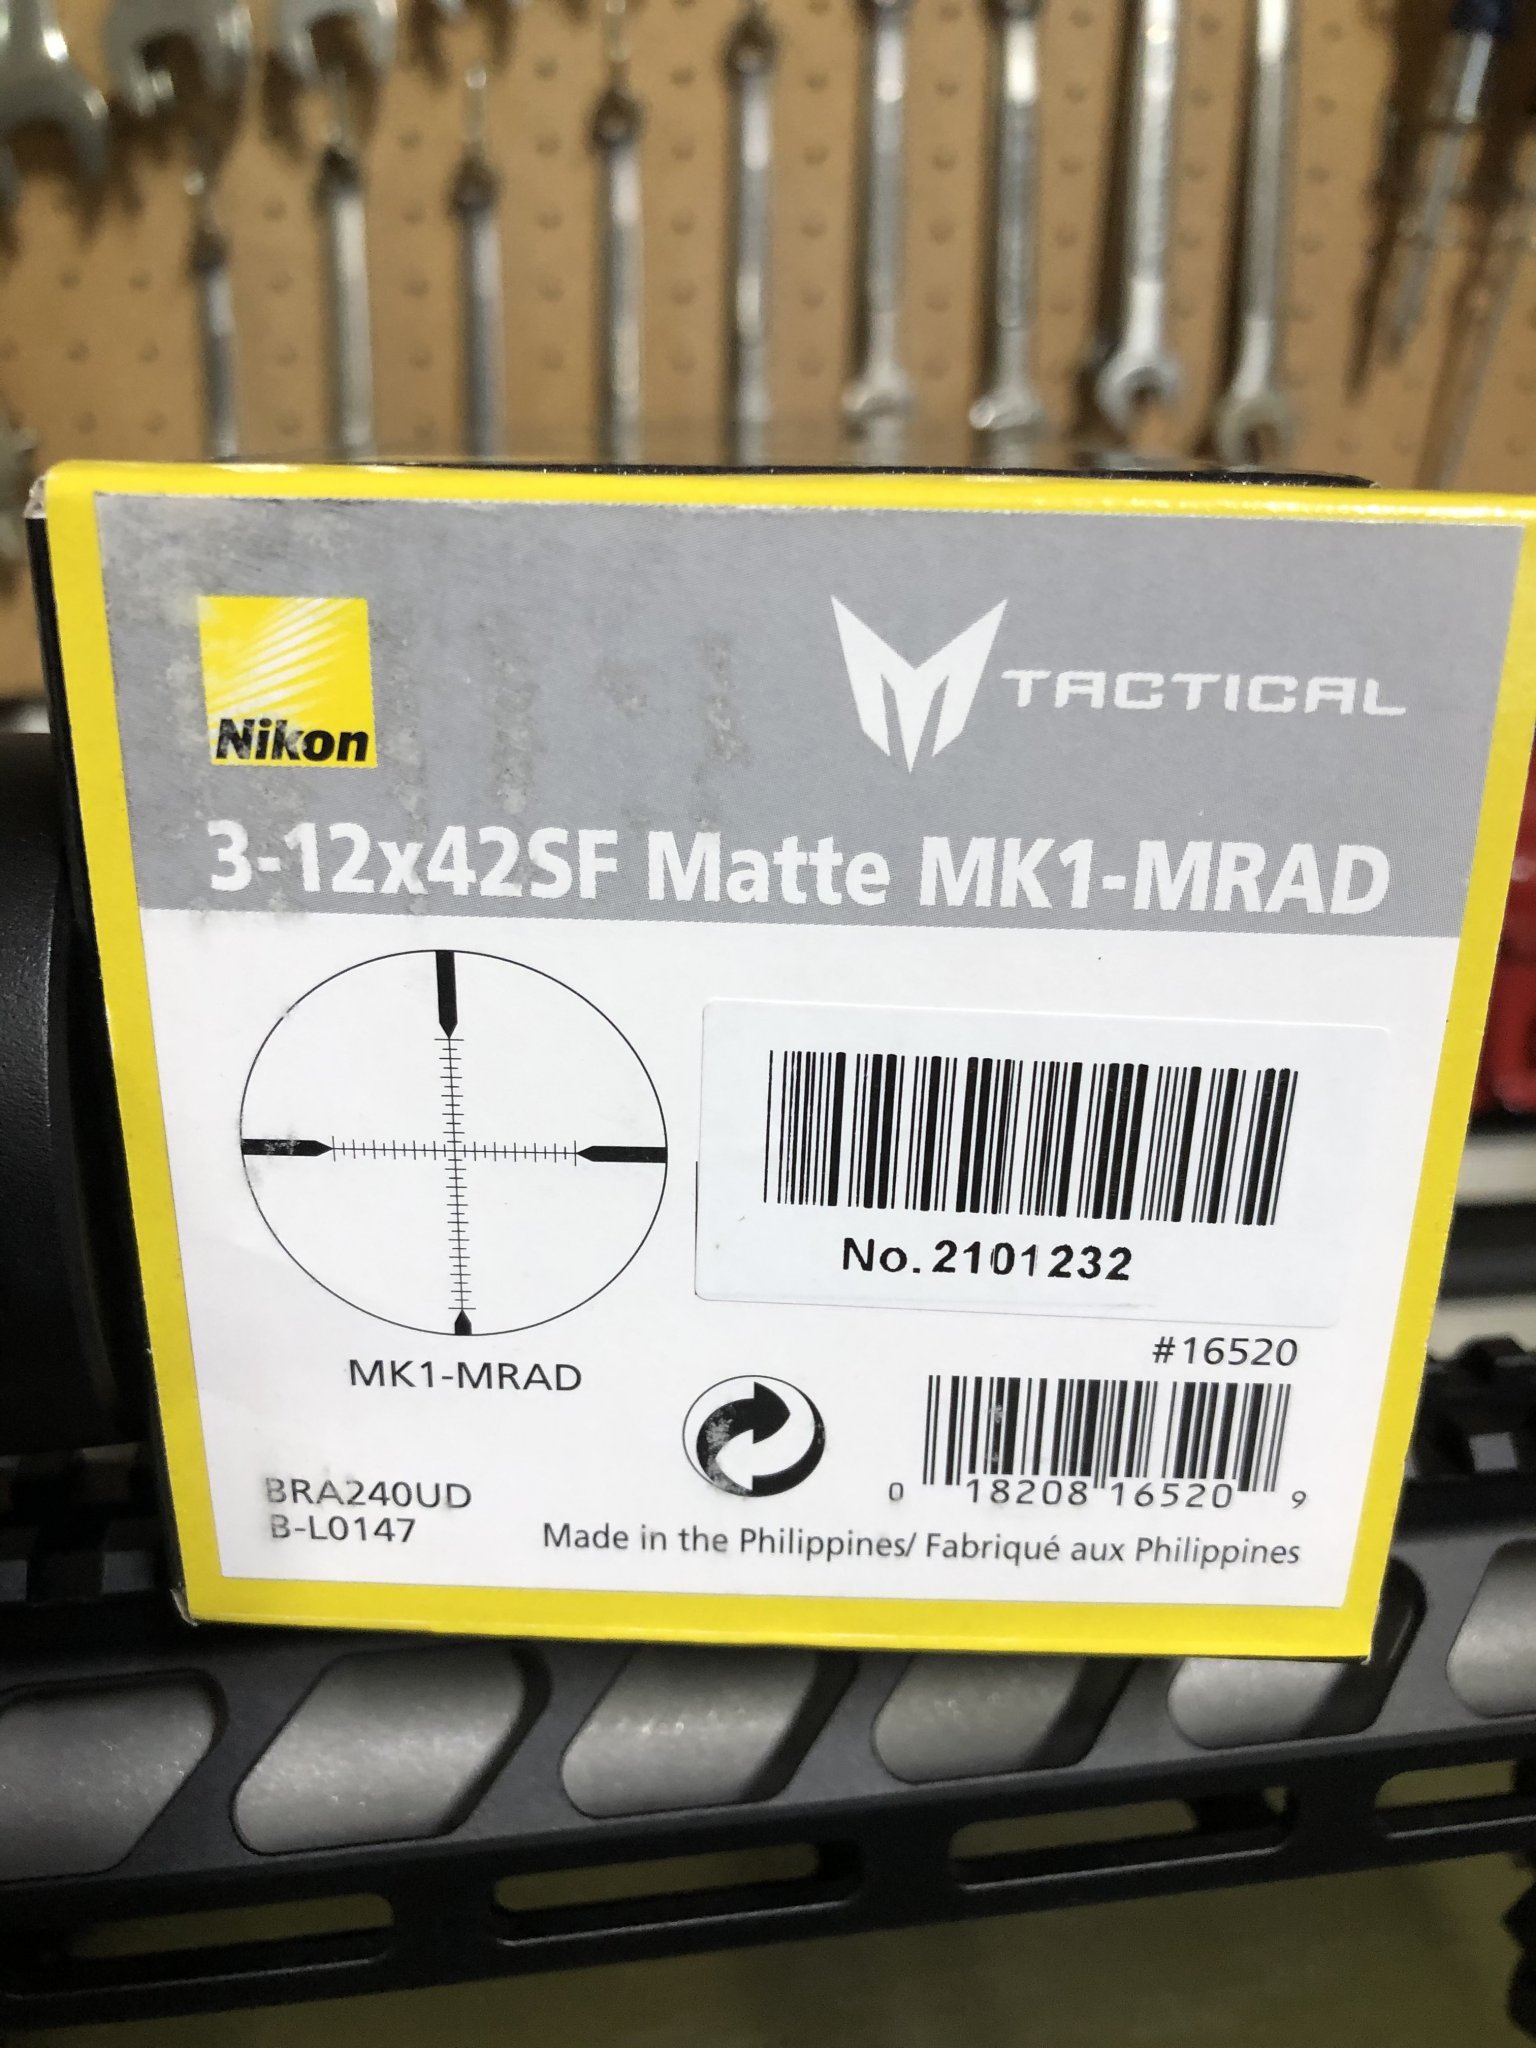 Nikon
M TACTICAL
3-12x42SF Matte MK1-MRAD
No.2101232
MK1-MRAD
#16520
0 18208 16520 9
BRA240UD
B-L0147
Made in the Philippines/ Fabriqué aux Philippines